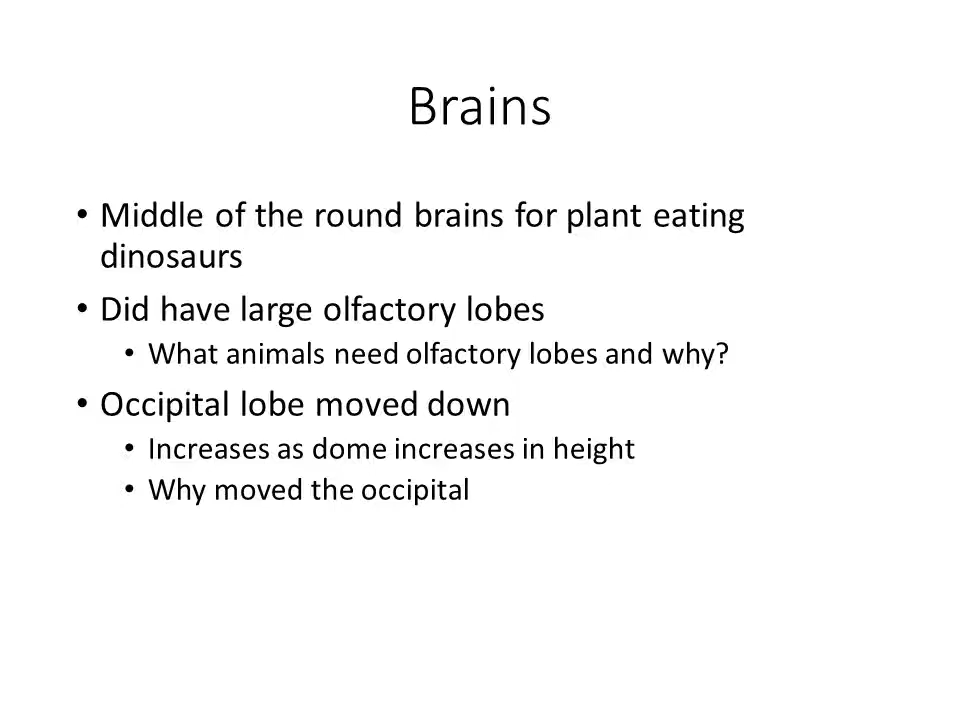 Brains
• Middle of the round brains for plant eating
dinosaurs
• Did have large olfactory lobes
• What animals need olfactory lobes and why?
• Occipital lobe moved down
• Increases as dome increases in height
• Why moved the occipital